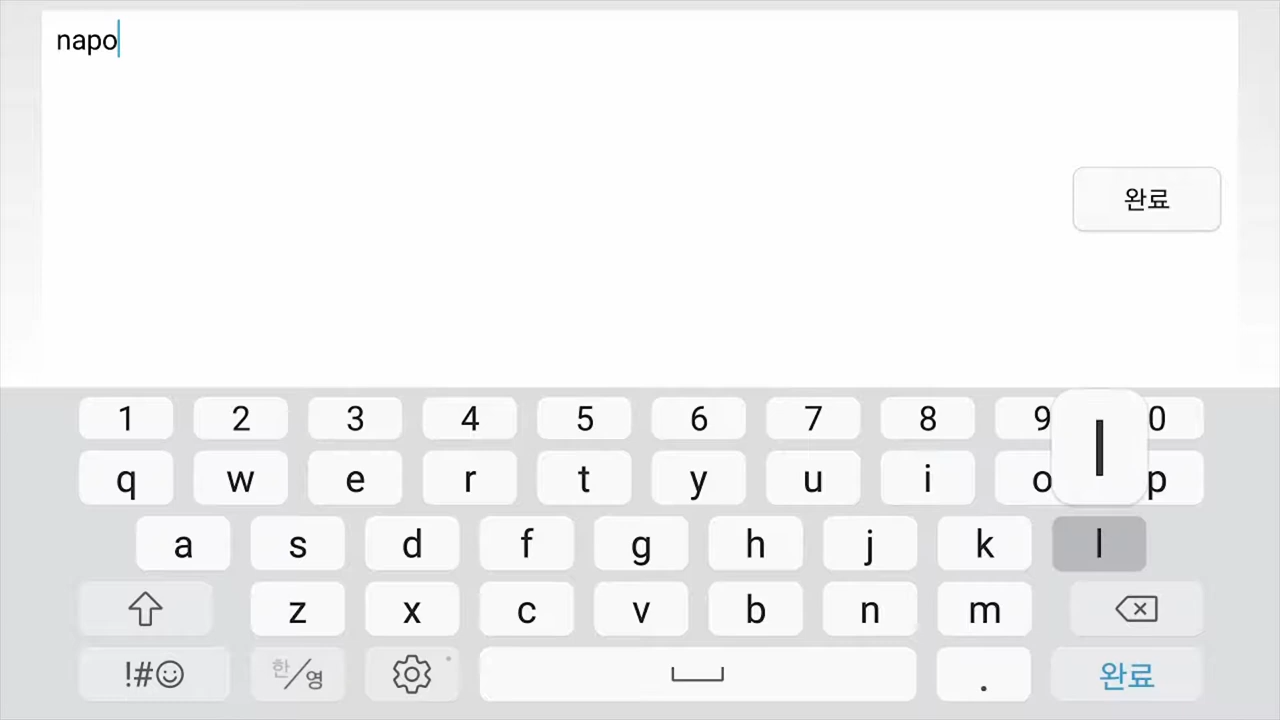 napo
완료
1 2 3 4 5 6 7 8 9 0
q w e r t y u i o p
l
a s d f g h j k l
z x c v b n m
!#☺ 한/영 . 완료